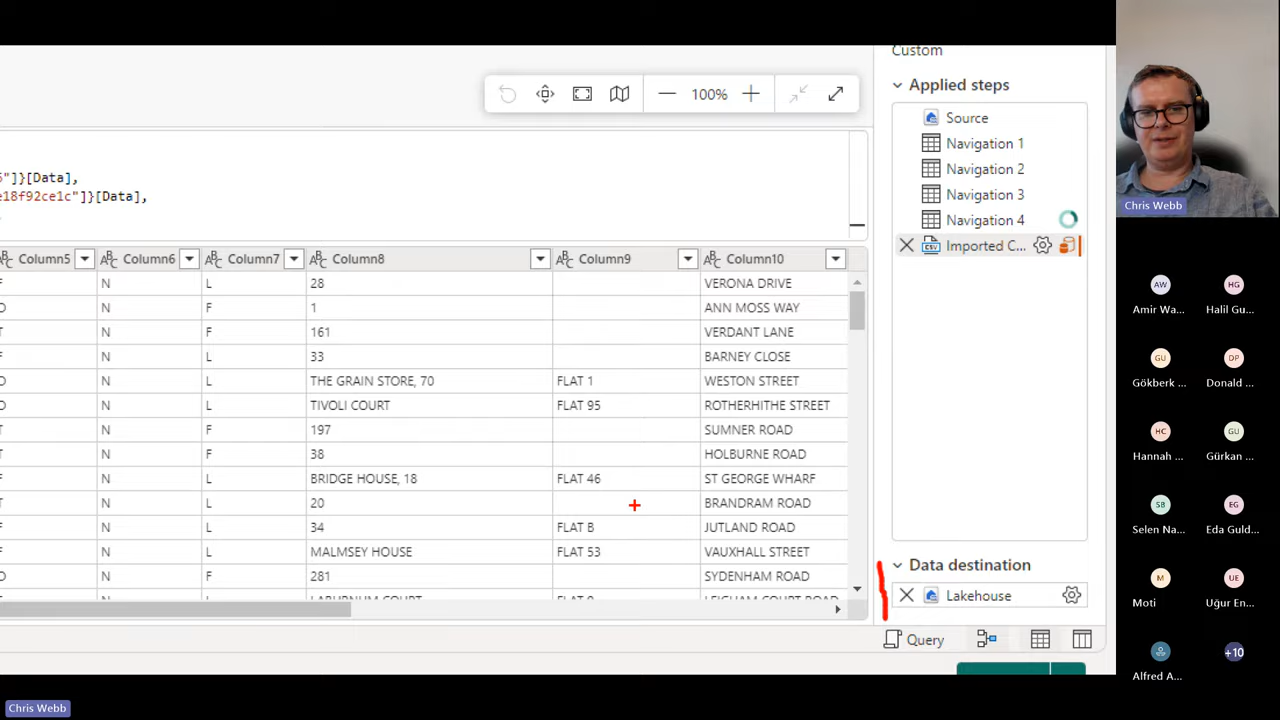 Custom
100%
Applied steps
Source
Navigation 1
Navigation 2
Navigation 3
Navigation 4
Imported C...
"]}[Data],
e18f92ce1c"]}[Data],
Column5 Column6 Column7 Column8 Column9 Column10
N L 28 VERONA DRIVE
N F 1 ANN MOSS WAY
N F 161 VERDANT LANE
N L 33 BARNEY CLOSE
N L THE GRAIN STORE, 70 FLAT 1 WESTON STREET
N L TIVOLI COURT FLAT 95 ROTHERHITHE STREET
N F 197 SUMNER ROAD
N F 38 HOLBURNE ROAD
N L BRIDGE HOUSE, 18 FLAT 46 ST GEORGE WHARF
N L 20 BRANDRAM ROAD
N L 34 FLAT B JUTLAND ROAD
N L MALMSEY HOUSE FLAT 53 VAUXHALL STREET
N F 281 SYDENHAM ROAD
Data destination
Lakehouse
Query
Chris Webb
AW
Amir Wa...
HG
Halil Gu...
GU
Gökberk ...
DP
Donald ...
HC
Hannah ...
GU
Gürkan ...
SB
Selen Na...
EG
Eda Guld...
M
Moti
UE
Uğur En...
Alfred A...
+10
Chris Webb